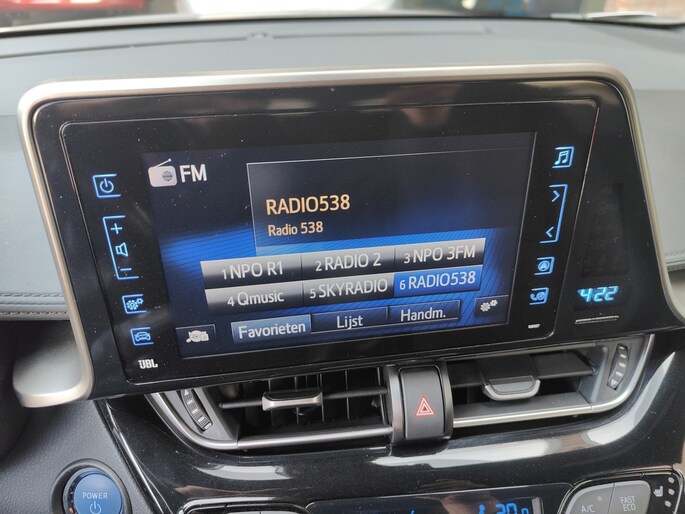 FM
RADIO538
Radio 538
1 NPO R1
2 RADIO 2
3 NPO 3FM
4 Qmusic
5 SKYRADIO
6 RADIO538
Favorieten
Lijst
Handm.
+
-
A
JBL
4:22
POWER
A/C
FAST
ECO